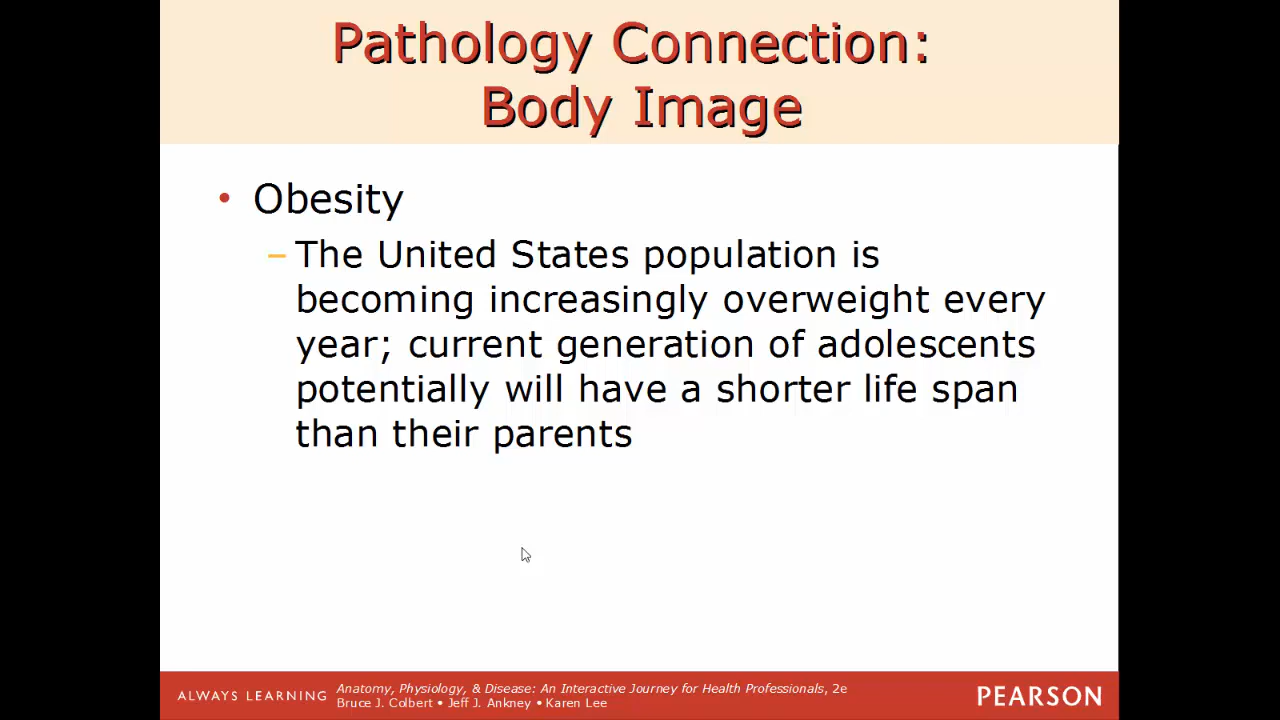 Pathology Connection:
Body Image
• Obesity
– The United States population is
becoming increasingly overweight every
year; current generation of adolescents
potentially will have a shorter life span
than their parents
ALWAYS LEARNING
Anatomy, Physiology, & Disease: An Interactive Journey for Health Professionals, 2e
Bruce J. Colbert • Jeff J. Ankney • Karen Lee
PEARSON